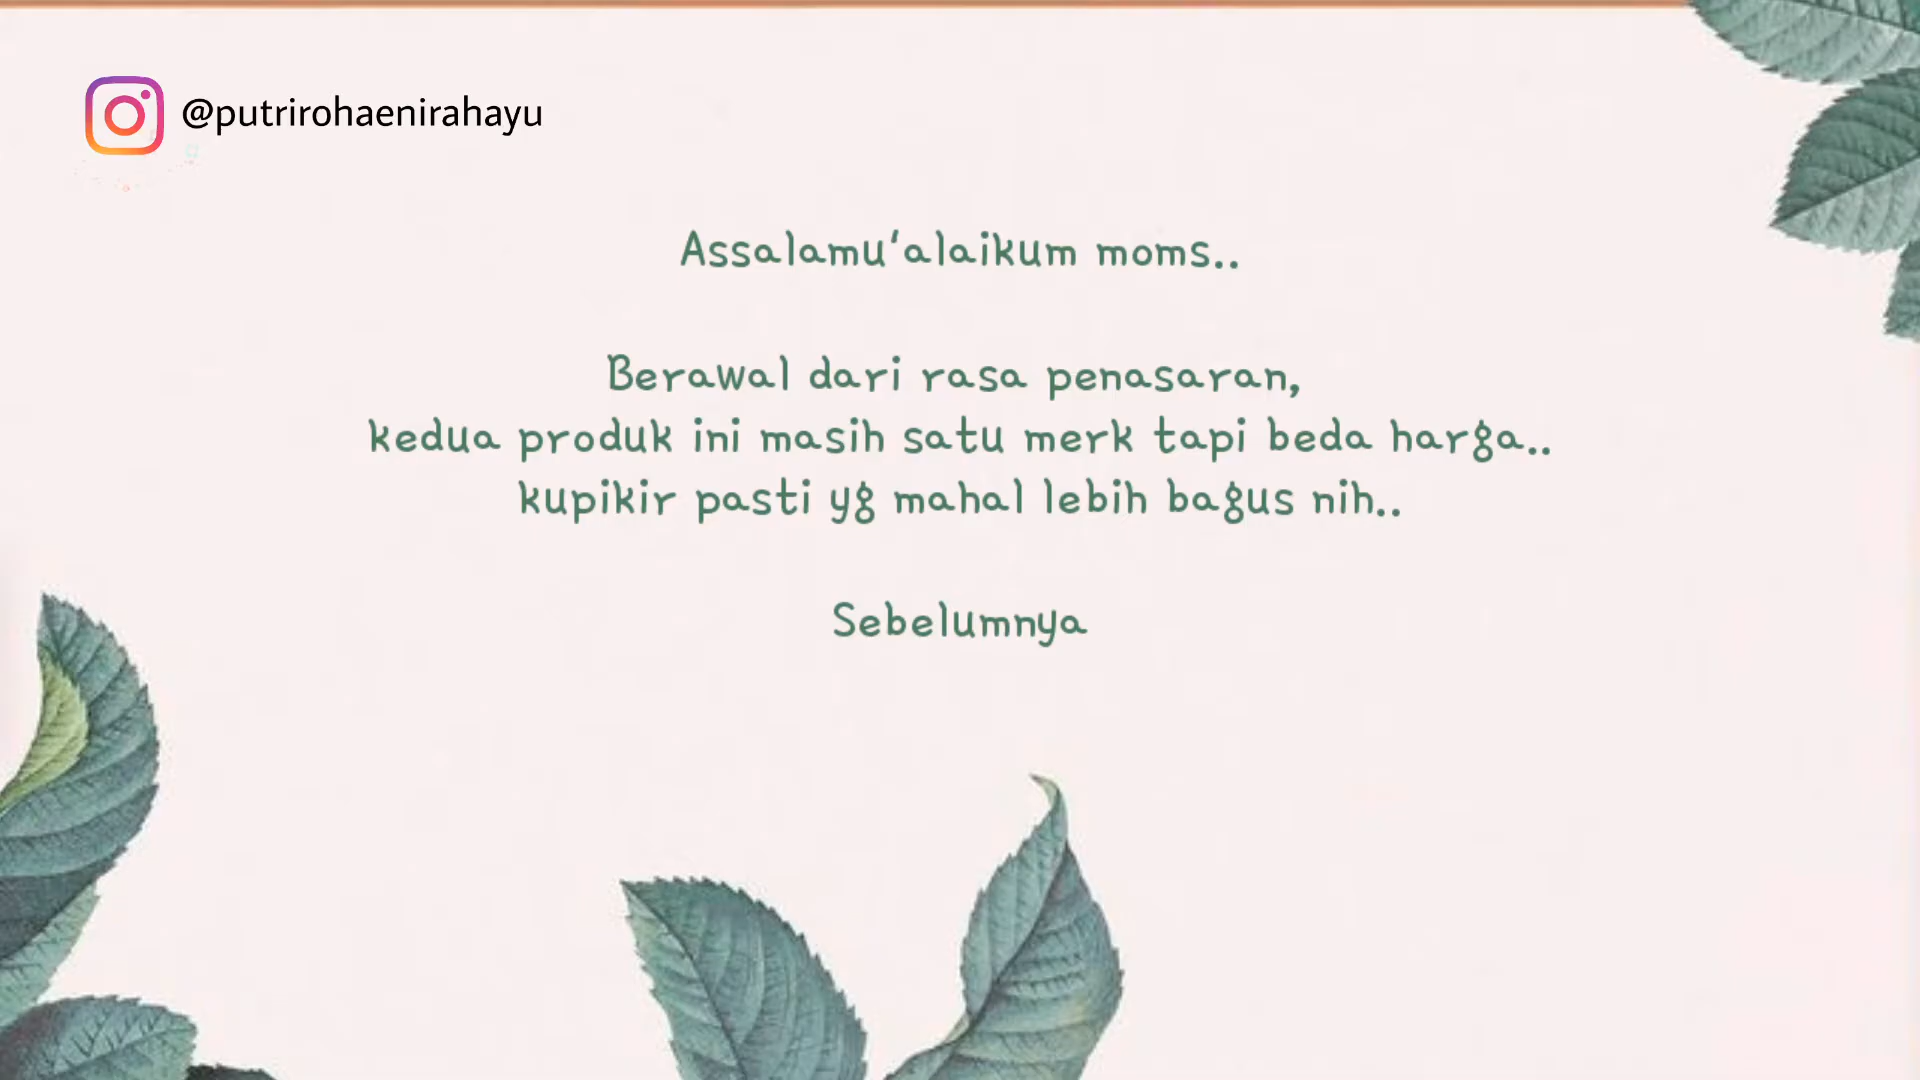 @putrirohaenirahayu
Assalamu'alaikum moms..
Berawal dari rasa penasaran,
kedua produk ini masih satu merk tapi beda harga..
kupikir pasti yg mahal lebih bagus nih..
Sebelumnya